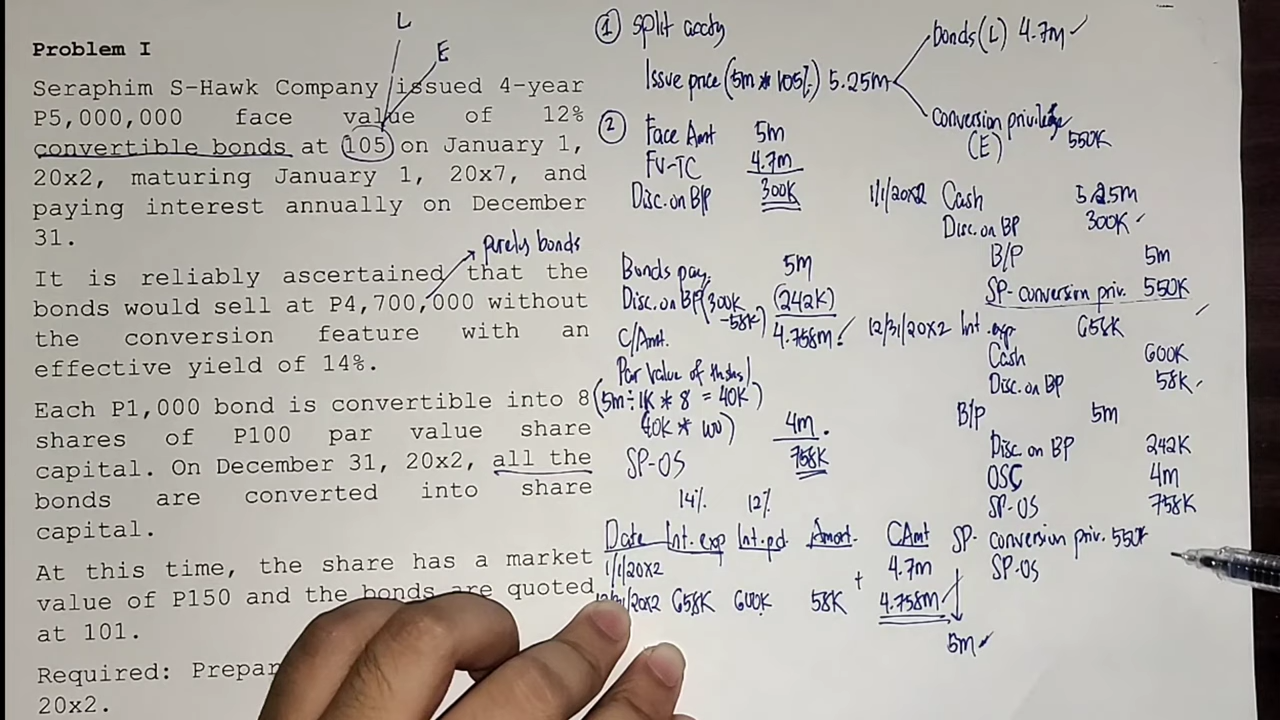 Problem I
Seraphim S-Hawk Company issued 4-year
P5,000,000 face value of 12%
convertible bonds at 105 on January 1,
20x2, maturing January 1, 20x7, and
paying interest annually on December
31.
It is reliably ascertained that the
bonds would sell at P4,700,000 without
the conversion feature with an
effective yield of 14%.
Each P1,000 bond is convertible into 8
shares of P100 par value share
capital. On December 31, 20x2, all the
bonds are converted into share
capital.
At this time, the share has a market
value of P150 and the bonds are quoted
at 101.
Required: Prepar
20x2.
L
E
purely bonds
① Split acctg
Issue price (5m * 105%) 5.25m
bonds (L) 4.7m ✓
conversion privilege
(E) 550K
② Face Amt 5m
FV-TC 4.7m
Disc. on B/P 300K
Bonds pay. 5m
Disc. on BP (300K (242K)
-58K)
C/Amt. 4.758m
Par value of
(5m÷1K * 8 = 40K)
40K * 100) 4m
SP-OS 758K
14% 12%
Date Int. exp Int. pd. Amort. CAmt
1/1/20X2 4.7m
/20X2 658K 600K 58K + 4.758m
5m ✓
1/1/20X2 Cash 5.25m
Disc. on BP 300K ✓
B/P 5m
SP- conversion priv. 550K
12/31/20X2 Int. exp 658K
Cash 600K
Disc. on BP 58K ✓
B/P 5m
Disc on BP 242K
OSC 4m
SP-OS 758K
SP- conversion priv. 550K
SP-OS